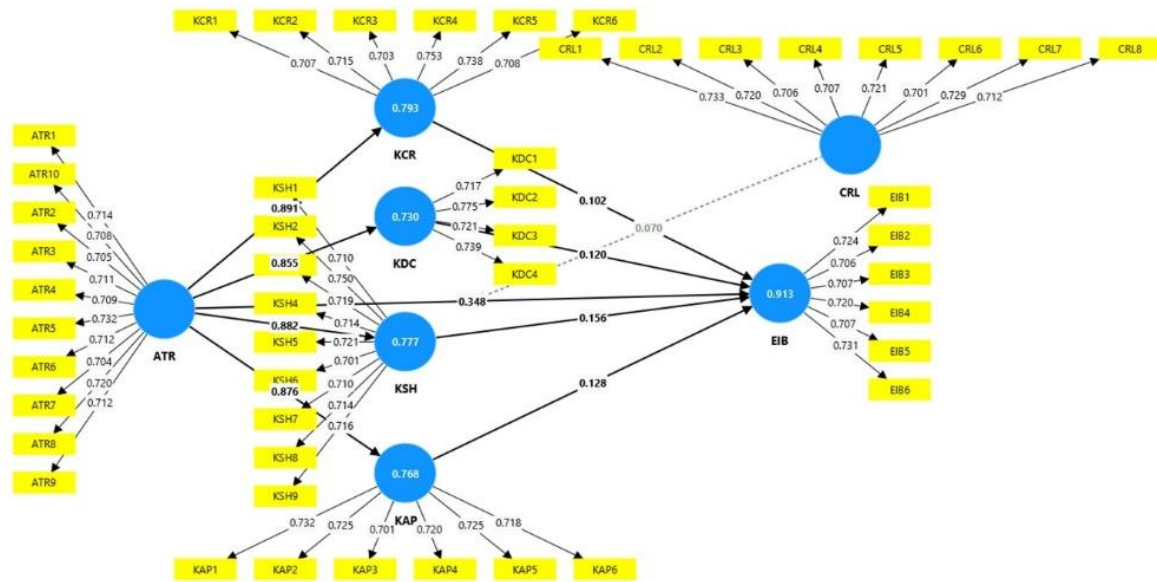 KCR1 KCR2 KCR3 KCR4 KCR5 KCR6
0.707 0.715 0.703 0.753 0.738 0.708
0.793
KCR
CRL1 CRL2 CRL3 CRL4 CRL5 CRL6 CRL7 CRL8
0.733 0.720 0.706 0.707 0.721 0.701 0.729 0.712
CRL
ATR1
ATR10
ATR2
ATR3
ATR4
ATR5
ATR6
ATR7
ATR8
ATR9
0.714
0.708
0.705
0.711
0.709
0.732
0.712
0.704
0.720
0.712
ATR
0.891
0.855
0.348
0.882
0.876
KDC1
KDC2
KDC3
KDC4
0.717
0.775
0.721
0.739
0.730
KDC
KSH1
KSH2
KSH4
KSH5
KSH6
KSH7
KSH8
KSH9
0.710
0.750
0.719
0.714
0.721
0.701
0.710
0.714
0.716
0.777
KSH
0.102
0.070
0.120
0.156
0.128
EIB1
EIB2
EIB3
EIB4
EIB5
EIB6
0.724
0.706
0.707
0.720
0.707
0.731
0.913
EIB
0.768
KAP
0.732 0.725 0.701 0.720 0.725 0.718
KAP1 KAP2 KAP3 KAP4 KAP5 KAP6